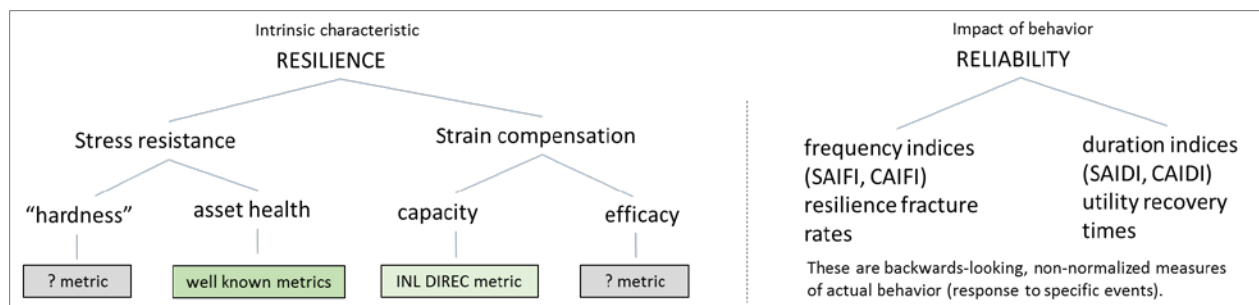 Intrinsic characteristic
RESILIENCE
Stress resistance
Strain compensation
"hardness"
asset health
capacity
efficacy
? metric
well known metrics
INL DIREC metric
? metric
Impact of behavior
RELIABILITY
frequency indices
(SAIFI, CAIFI)
resilience fracture
rates
duration indices
(SAIDI, CAIDI)
utility recovery
times
These are backwards-looking, non-normalized measures
of actual behavior (response to specific events).